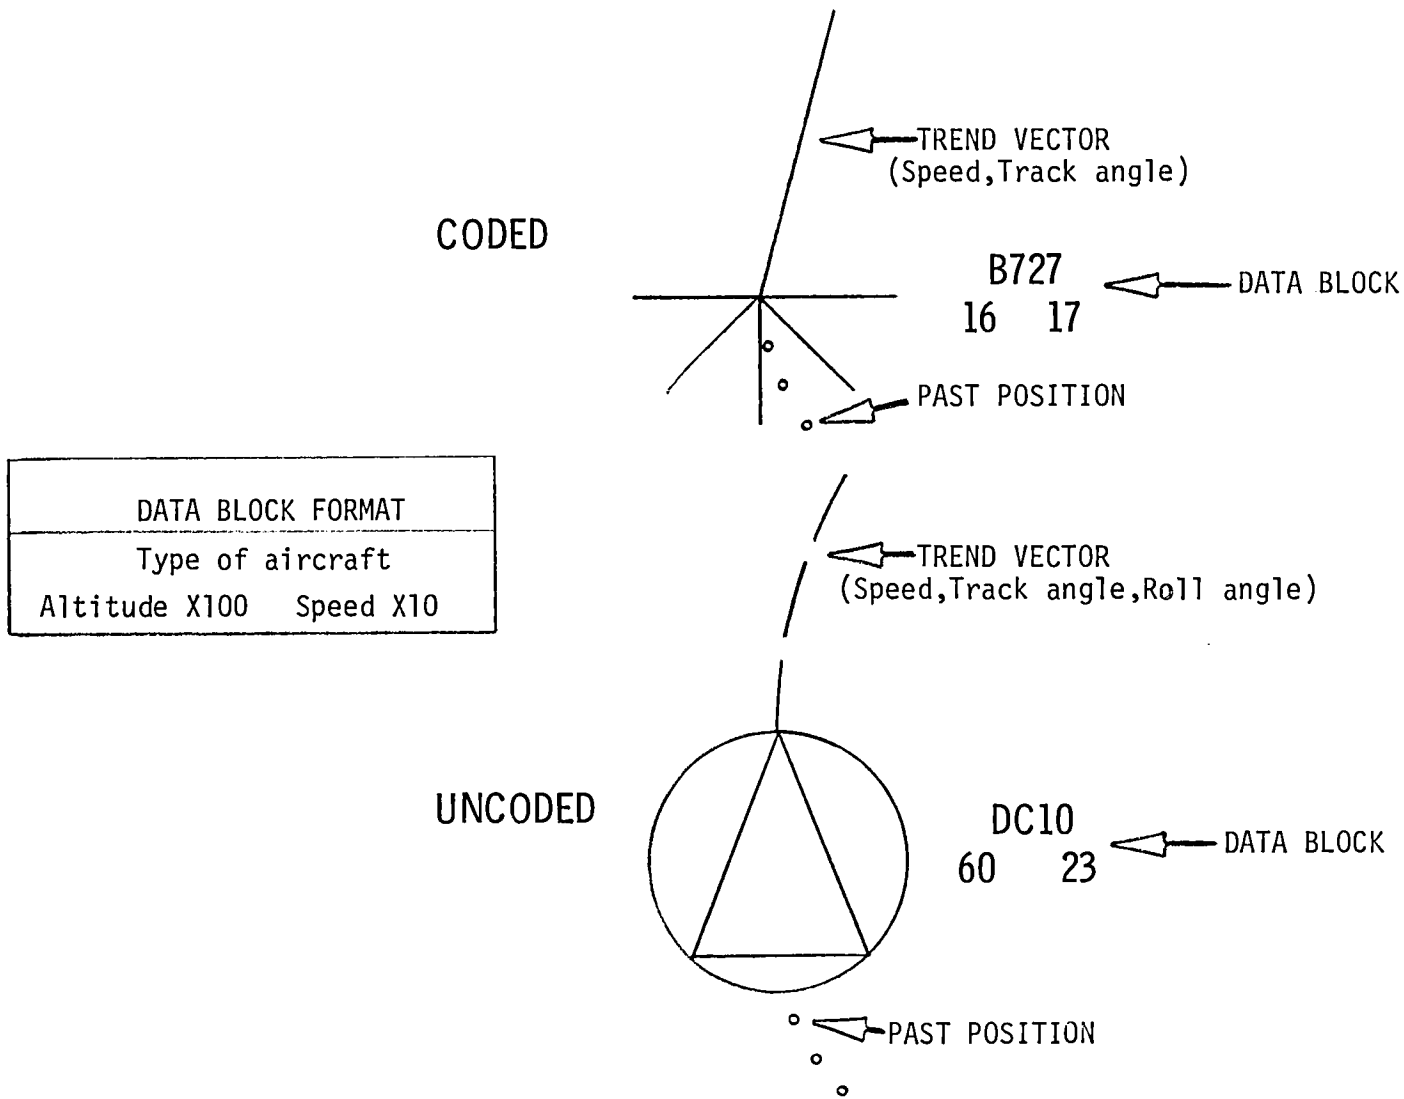 TREND VECTOR
(Speed,Track angle)
CODED
B727
16 17
DATA BLOCK
PAST POSITION
DATA BLOCK FORMAT
Type of aircraft
Altitude X100 Speed X10
TREND VECTOR
(Speed,Track angle,Roll angle)
UNCODED
DC10
60 23
DATA BLOCK
PAST POSITION